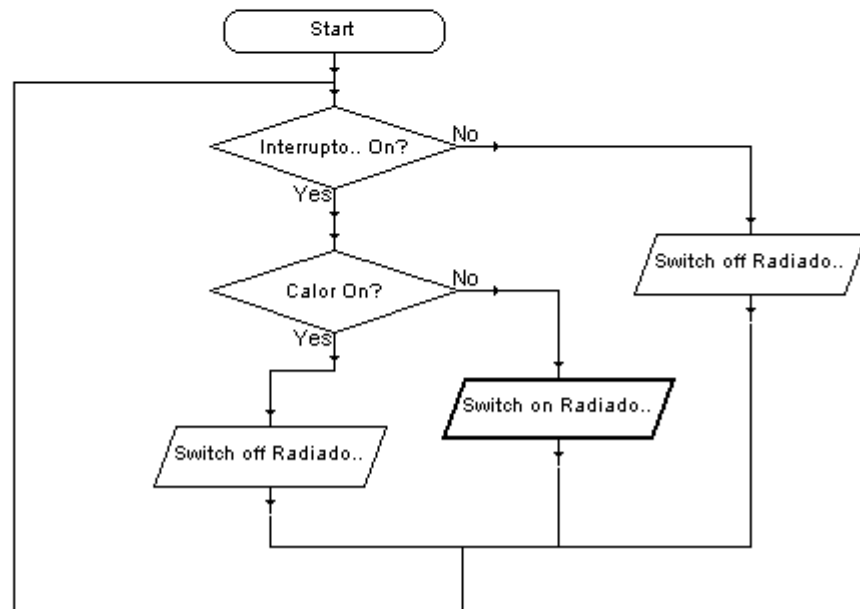 Start
Interrupto.. On?
No
Yes
Switch off Radiado..
Calor On?
No
Yes
Switch on Radiado..
Switch off Radiado..